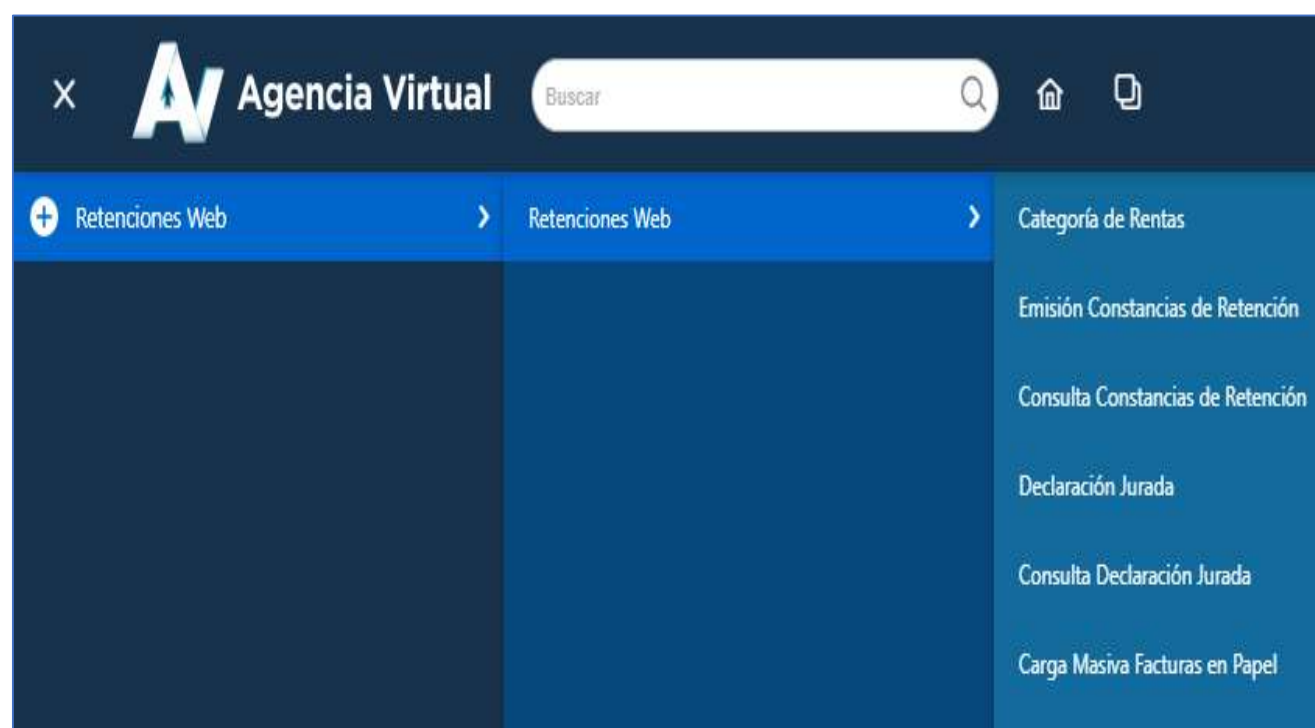 AV Agencia Virtual
Buscar
Retenciones Web
Retenciones Web
Categoría de Rentas
Emisión Constancias de Retención
Consulta Constancias de Retención
Declaración Jurada
Consulta Declaración Jurada
Carga Masiva Facturas en Papel